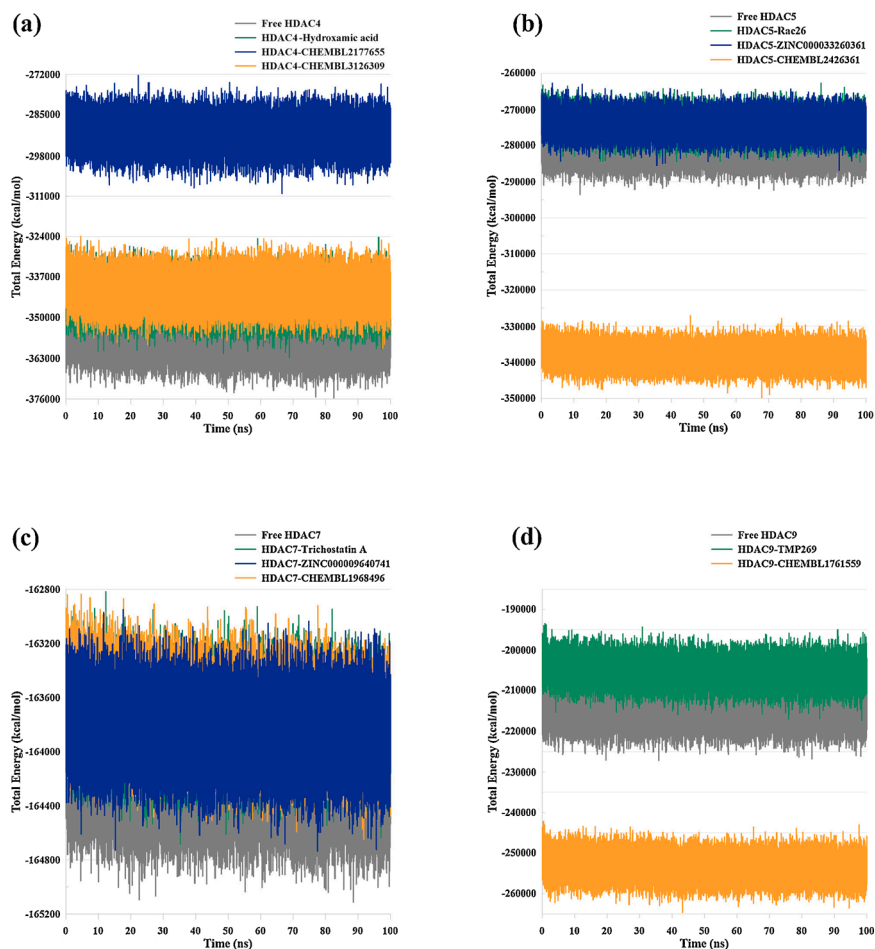 (a)
Free HDAC4
HDAC4-Hydroxamic acid
HDAC4-CHEMBL2177655
HDAC4-CHEMBL3126309
-272000
-285000
-298000
-311000
-324000
-337000
-350000
-363000
-376000
Total Energy (kcal/mol)
0 10 20 30 40 50 60 70 80 90 100
Time (ns)
(b)
Free HDAC5
HDAC5-Rac26
HDAC5-ZINC000033260361
HDAC5-CHEMBL2426361
-260000
-270000
-280000
-290000
-300000
-310000
-320000
-330000
-340000
-350000
Total Energy (kcal/mol)
0 10 20 30 40 50 60 70 80 90 100
Time (ns)
(c)
Free HDAC7
HDAC7-Trichostatin A
HDAC7-ZINC000009640741
HDAC7-CHEMBL1968496
-162800
-163200
-163600
-164000
-164400
-164800
-165200
Total Energy (kcal/mol)
0 10 20 30 40 50 60 70 80 90 100
Time (ns)
(d)
Free HDAC9
HDAC9-TMP269
HDAC9-CHEMBL1761559
-190000
-200000
-210000
-220000
-230000
-240000
-250000
-260000
Total Energy (kcal/mol)
0 10 20 30 40 50 60 70 80 90 100
Time (ns)